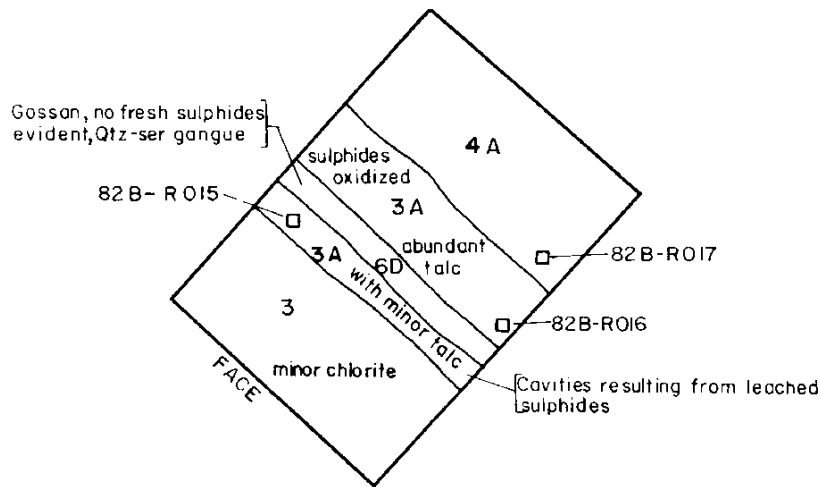 Gossan, no fresh sulphides
evident, Qtz-ser gangue
82B-R015
sulphides
oxidized
4A
3A
abundant
talc
82B-R017
3A
6D
with minor talc
82B-R016
3
minor chlorite
FACE
Cavities resulting from leached
sulphides